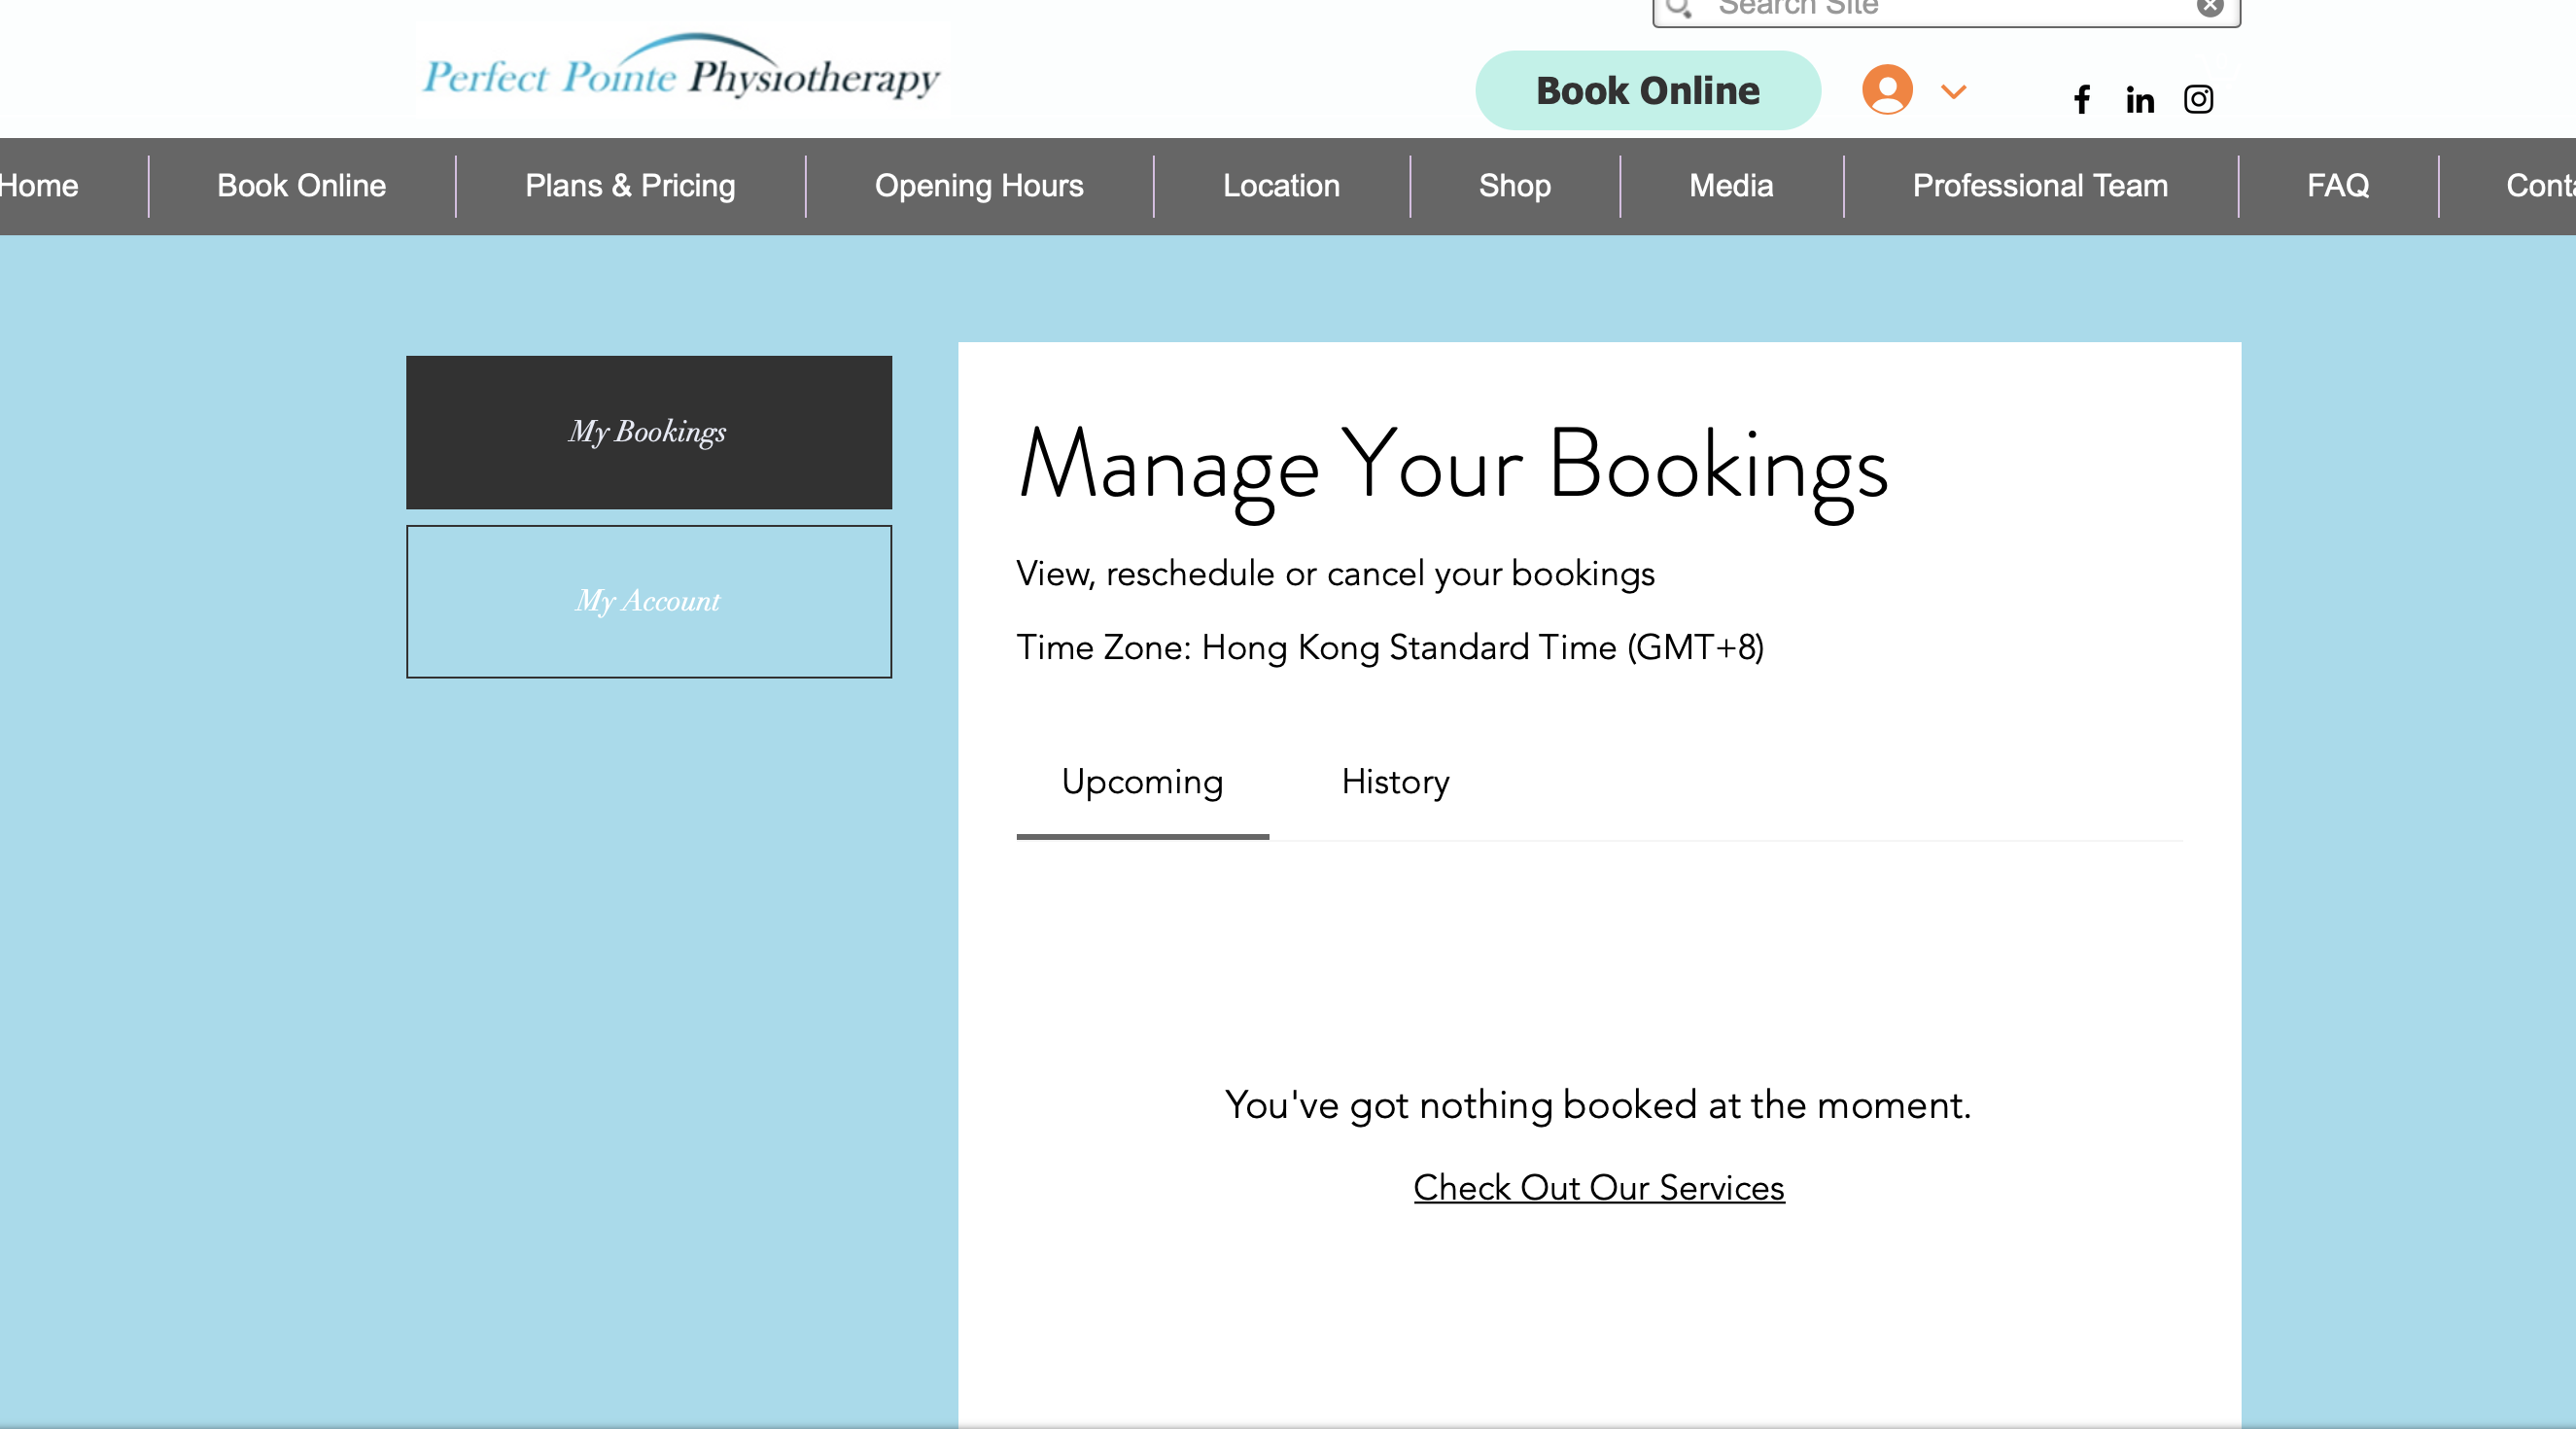 Search Site
Perfect Pointe Physiotherapy
Book Online
Home
Book Online
Plans & Pricing
Opening Hours
Location
Shop
Media
Professional Team
FAQ
My Bookings
My Account
Manage Your Bookings
View, reschedule or cancel your bookings
Time Zone: Hong Kong Standard Time (GMT+8)
Upcoming
History
You've got nothing booked at the moment.
Check Out Our Services